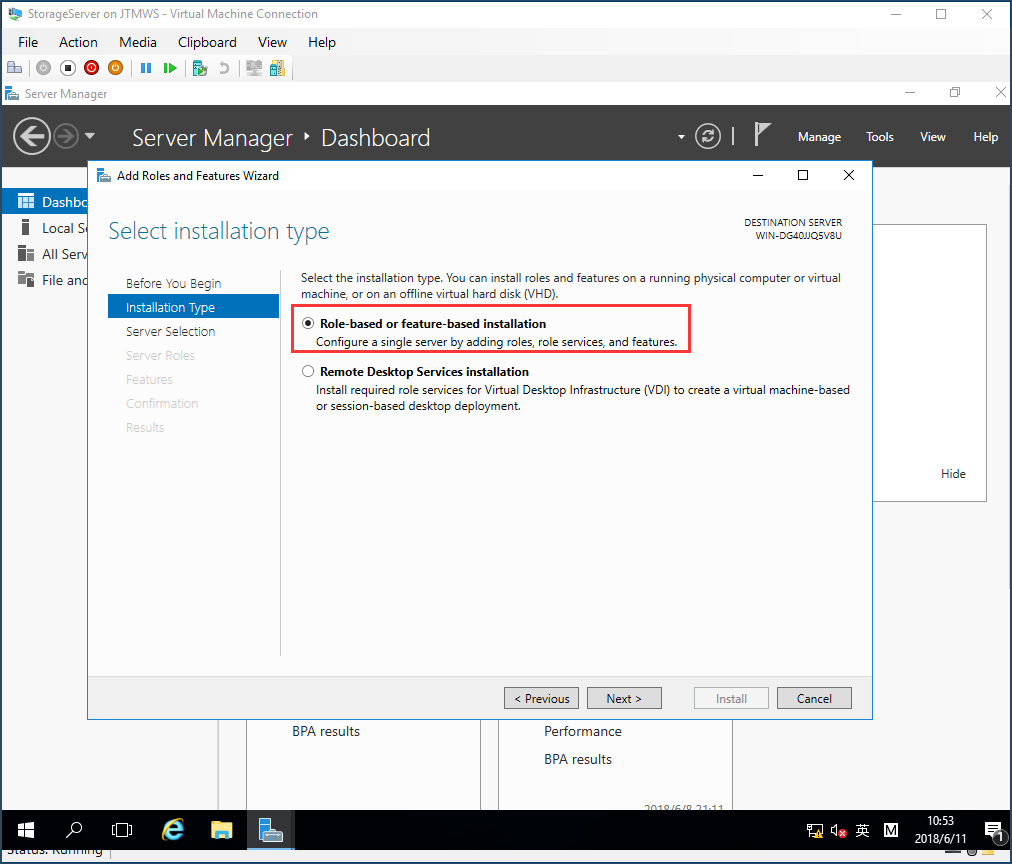 StorageServer on JTMWS - Virtual Machine Connection
File Action Media Clipboard View Help
Server Manager
Server Manager Dashboard
Manage Tools View Help
Add Roles and Features Wizard
Dashbo
Local Se
All Serv
File and
Select installation type
DESTINATION SERVER
WIN-DG40JJQ5V8U
Before You Begin
Installation Type
Server Selection
Server Roles
Features
Confirmation
Results
Select the installation type. You can install roles and features on a running physical computer or virtual
machine, or on an offline virtual hard disk (VHD).
Role-based or feature-based installation
Configure a single server by adding roles, role services, and features.
Remote Desktop Services installation
Install required role services for Virtual Desktop Infrastructure (VDI) to create a virtual machine-based
or session-based desktop deployment.
Hide
< Previous Next > Install Cancel
BPA results
Performance
BPA results
2018/6/8 21:11
英 M
10:53
2018/6/11
1
Status: Running